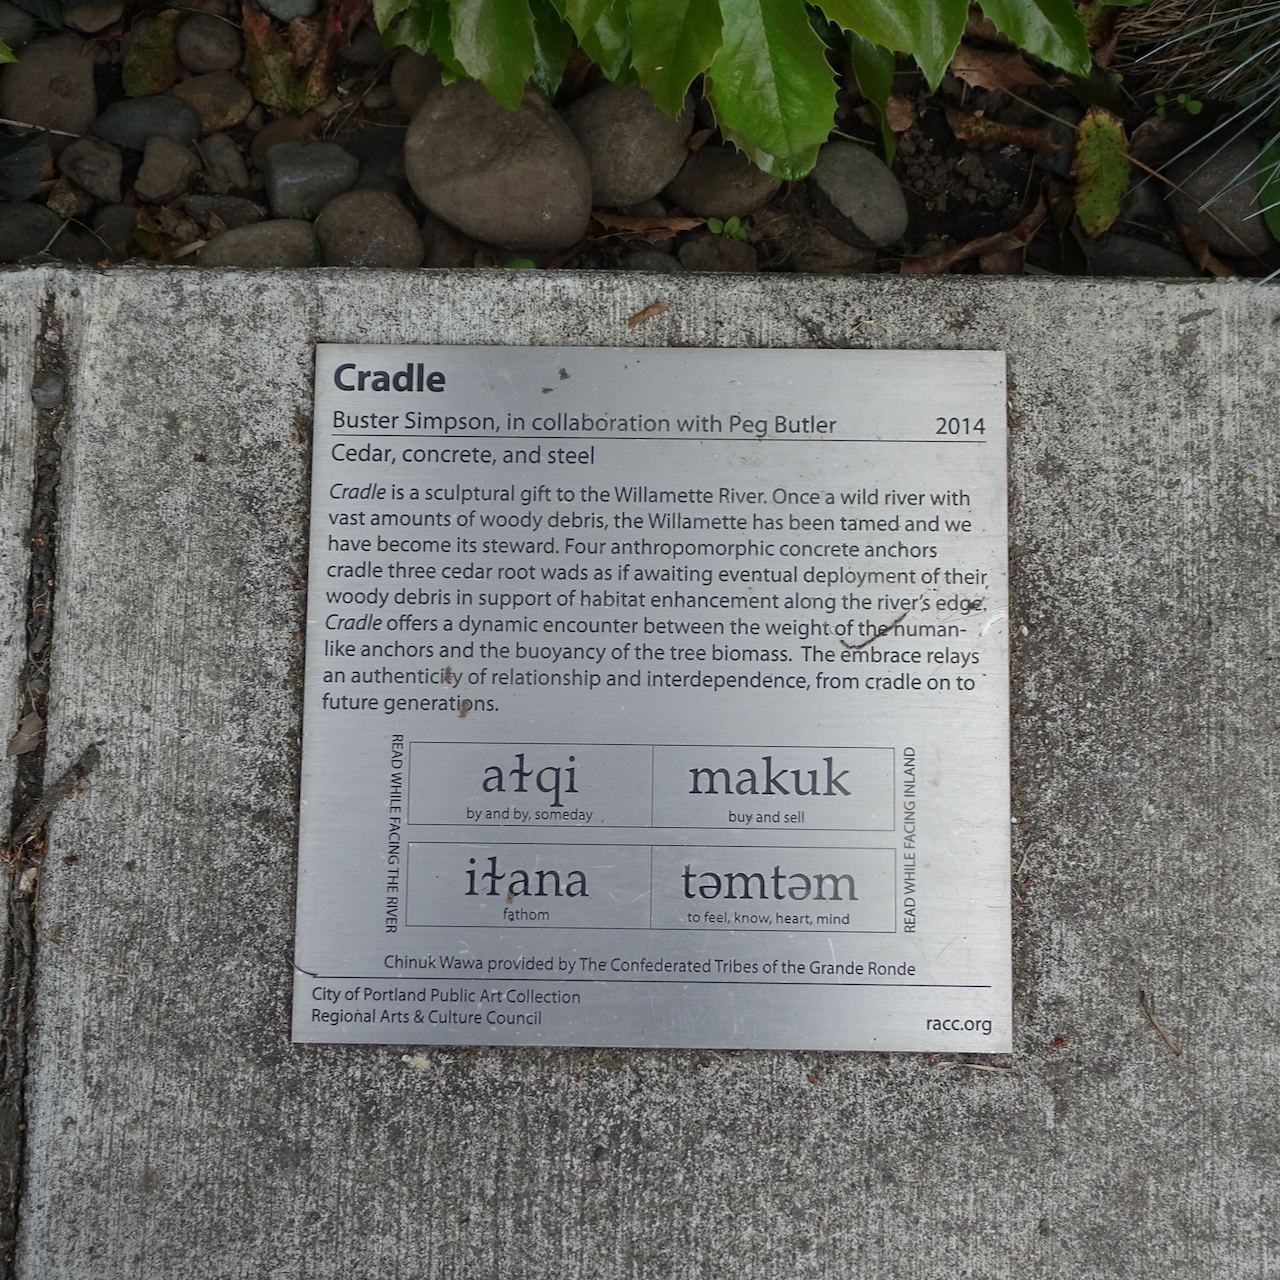 Cradle
Buster Simpson, in collaboration with Peg Butler 2014
Cedar, concrete, and steel
Cradle is a sculptural gift to the Willamette River. Once a wild river with
vast amounts of woody debris, the Willamette has been tamed and we
have become its steward. Four anthropomorphic concrete anchors
cradle three cedar root wads as if awaiting eventual deployment of their,
woody debris in support of habitat enhancement along the river's edge.
Cradle offers a dynamic encounter between the weight of the human-
like anchors and the buoyancy of the tree biomass. The embrace relays
an authenticity of relationship and interdependence, from cradle on to
future generations.
READ WHILE FACING THE RIVER
ałqi
by and by, someday
makuk
buy and sell
iłana
fathom
təmtəm
to feel, know, heart, mind
READ WHILE FACING INLAND
Chinuk Wawa provided by The Confederated Tribes of the Grande Ronde
City of Portland Public Art Collection
Regional Arts & Culture Council
racc.org